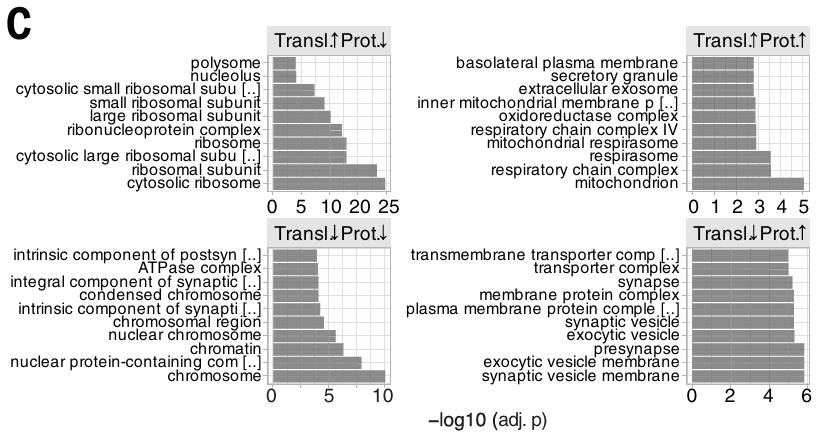 C
Transl.↑Prot.↓
polysome
nucleolus
cytosolic small ribosomal subu [..]
small ribosomal subunit
large ribosomal subunit
ribonucleoprotein complex
ribosome
cytosolic large ribosomal subu [..]
ribosomal subunit
cytosolic ribosome
0 5 10 20 25
Transl.↑Prot.↑
basolateral plasma membrane
secretory granule
extracellular exosome
inner mitochondrial membrane p [..]
oxidoreductase complex
respiratory chain complex IV
mitochondrial respirasome
respirasome
respiratory chain complex
mitochondrion
0 1 2 3 4 5
Transl.↓Prot.↓
intrinsic component of postsyn [..]
ATPase complex
integral component of synaptic [..]
condensed chromosome
intrinsic component of synapti [..]
chromosomal region
nuclear chromosome
chromatin
nuclear protein-containing com [..]
chromosome
0 5 10
Transl.↓Prot.↑
transmembrane transporter comp [..]
transporter complex
synapse
membrane protein complex
plasma membrane protein comple [..]
synaptic vesicle
exocytic vesicle
presynapse
exocytic vesicle membrane
synaptic vesicle membrane
0 2 4 6
−log10 (adj. p)